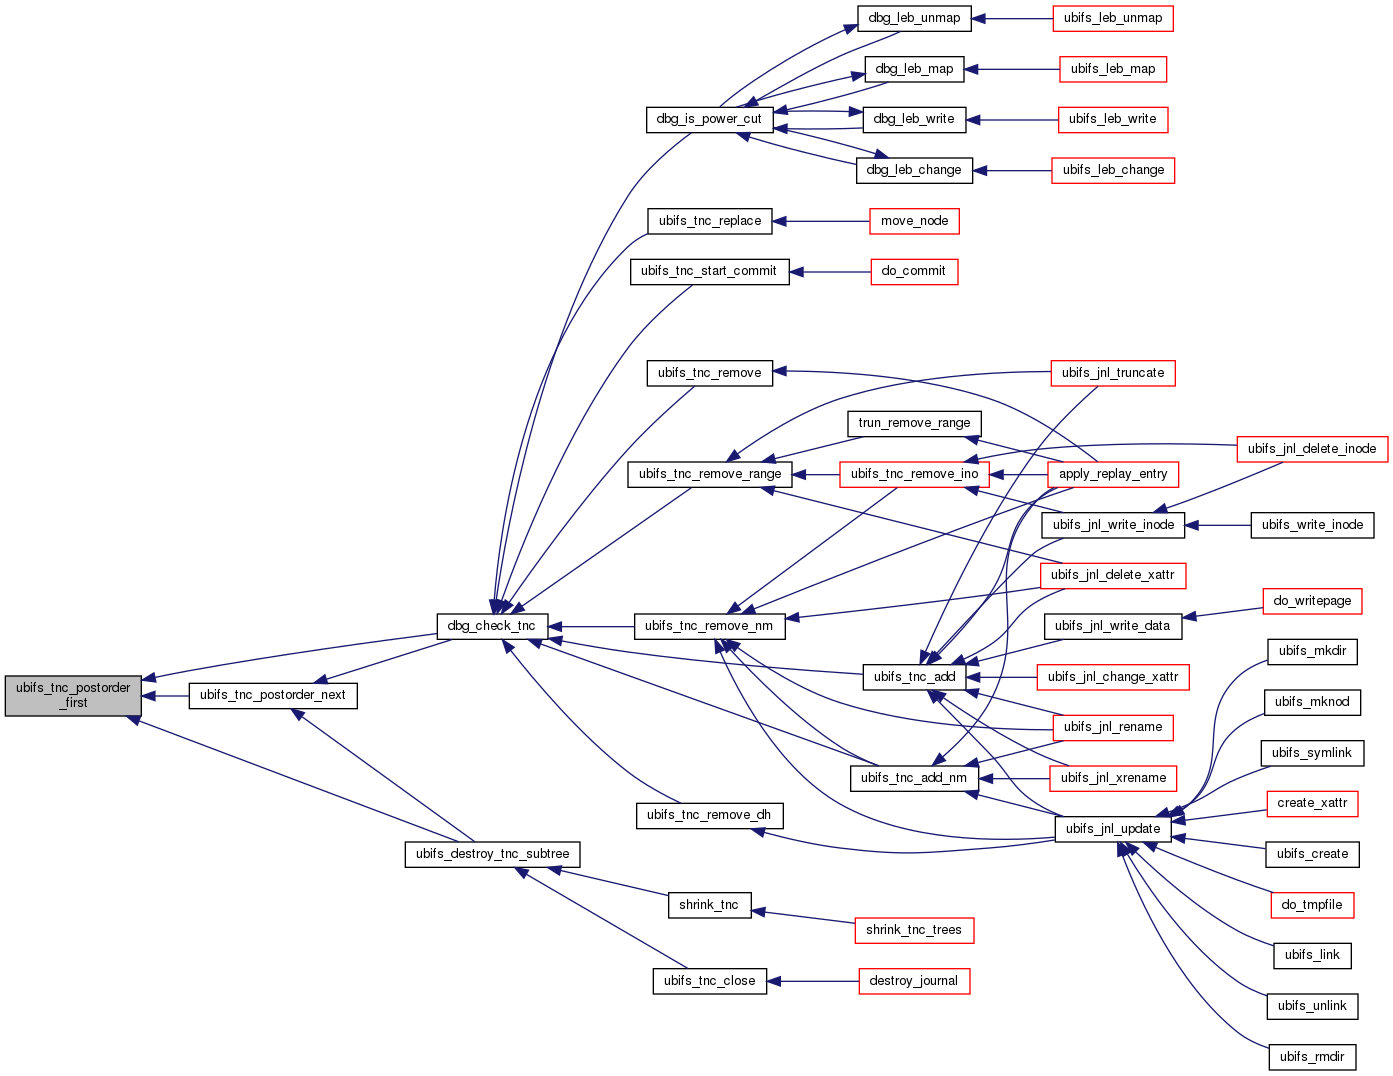 dbg_leb_unmap
ubifs_leb_unmap
dbg_leb_map
ubifs_leb_map
dbg_is_power_cut
dbg_leb_write
ubifs_leb_write
dbg_leb_change
ubifs_leb_change
ubifs_tnc_replace
move_node
ubifs_tnc_start_commit
do_commit
ubifs_tnc_remove
ubifs_jnl_truncate
trun_remove_range
ubifs_jnl_delete_inode
ubifs_tnc_remove_range
ubifs_tnc_remove_ino
apply_replay_entry
ubifs_jnl_write_inode
ubifs_write_inode
ubifs_jnl_delete_xattr
do_writepage
dbg_check_tnc
ubifs_tnc_remove_nm
ubifs_jnl_write_data
ubifs_mkdir
ubifs_tnc_add
ubifs_jnl_change_xattr
ubifs_tnc_postorder
_first
ubifs_tnc_postorder_next
ubifs_mknod
ubifs_jnl_rename
ubifs_symlink
ubifs_tnc_add_nm
ubifs_jnl_xrename
create_xattr
ubifs_tnc_remove_dh
ubifs_jnl_update
ubifs_create
ubifs_destroy_tnc_subtree
shrink_tnc
do_tmpfile
shrink_tnc_trees
ubifs_link
ubifs_tnc_close
destroy_journal
ubifs_unlink
ubifs_rmdir